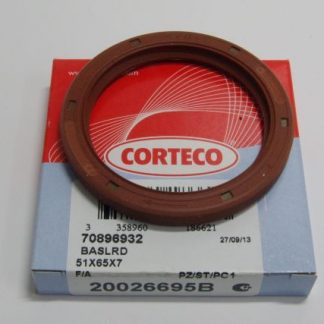 CORTECO
3 358960 186621
70896932
27/09/13
BASLRD
51X65X7
F/A
PZ/ST/PC1
20026695B